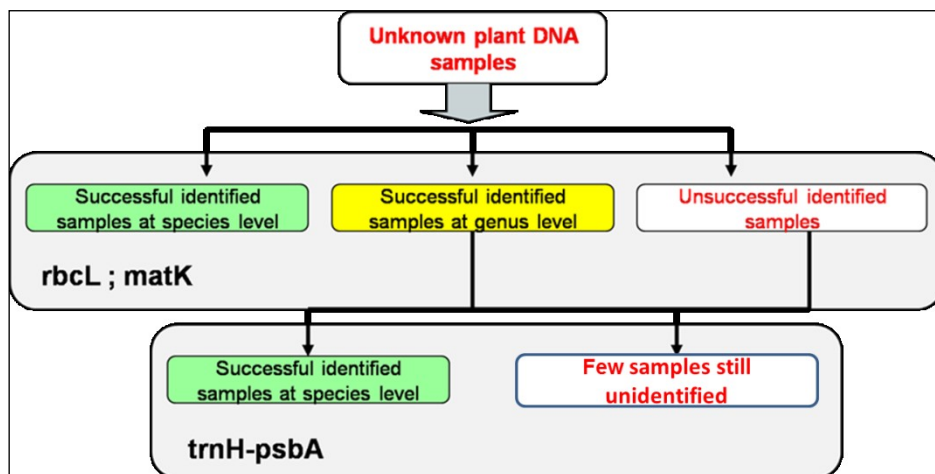 Unknown plant DNA
samples
Successful identified
samples at species level
Successful identified
samples at genus level
Unsuccessful identified
samples
rbcL ; matK
Successful identified
samples at species level
Few samples still
unidentified
trnH-psbA